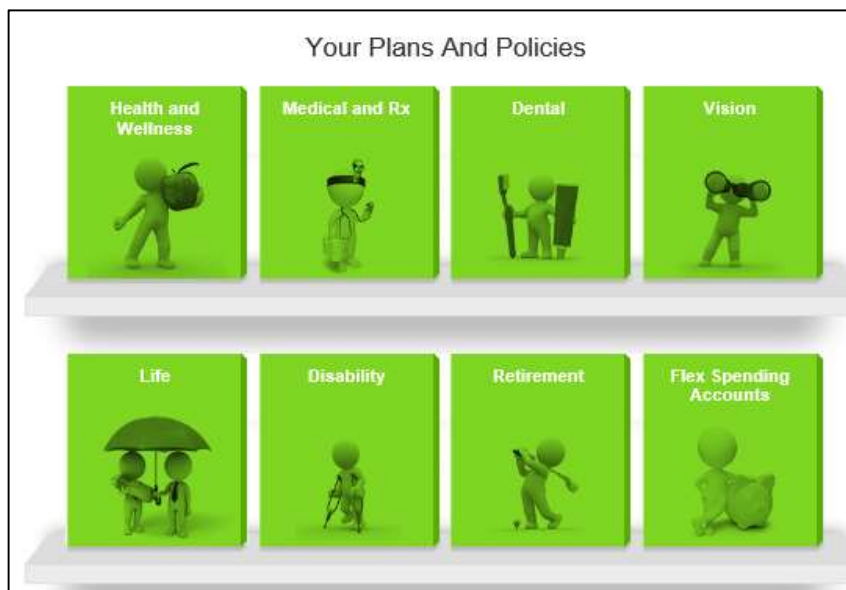 Your Plans And Policies
Health and
Wellness
Medical and Rx
Dental
Vision
Life
Disability
Retirement
Flex Spending
Accounts